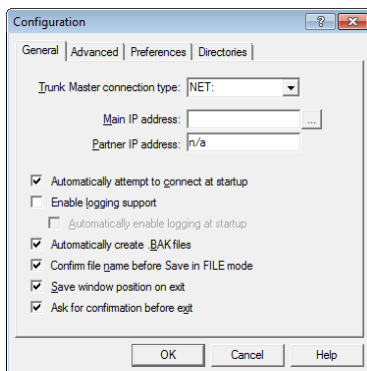 Configuration
General Advanced Preferences Directories
Trunk Master connection type: NET:
Main IP address: ...
Partner IP address: n/a
Automatically attempt to connect at startup
Enable logging support
Automatically enable logging at startup
Automatically create .BAK files
Confirm file name before Save in FILE mode
Save window position on exit
Ask for confirmation before exit
OK Cancel Help